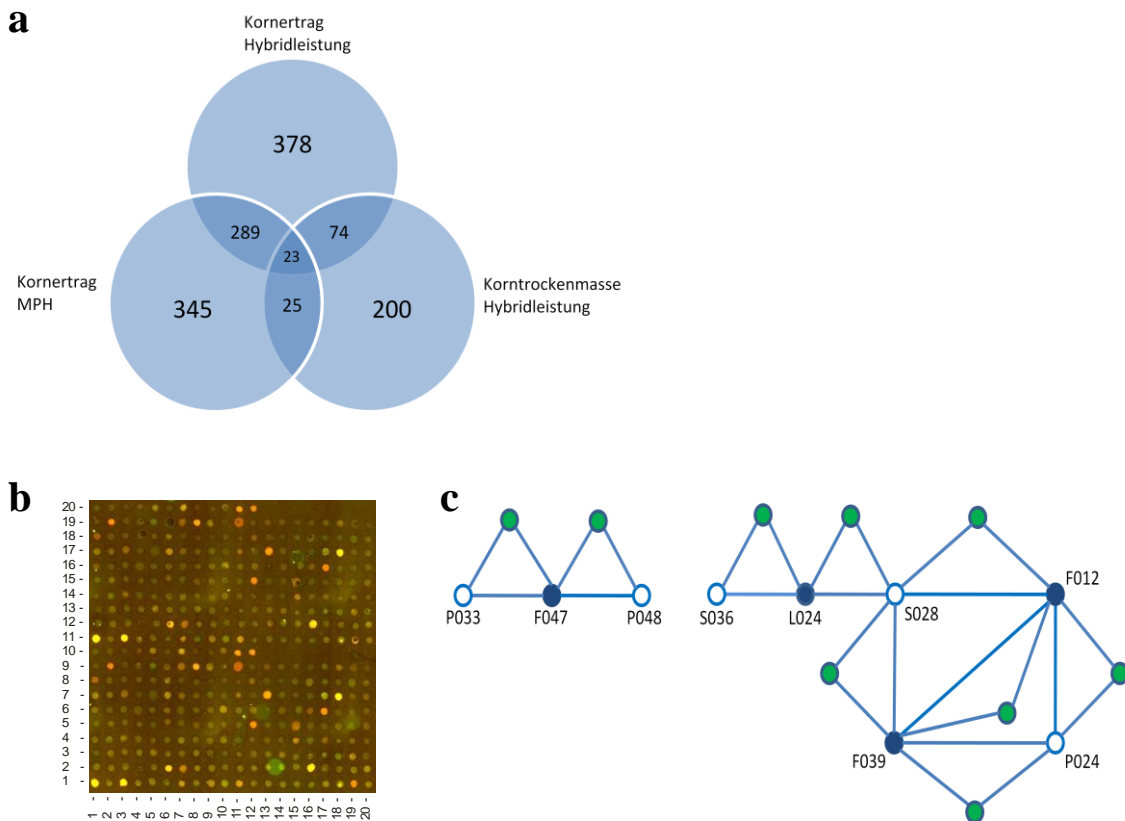 a
Kornertrag
Hybridleistung
378
289
74
23
Kornertrag
MPH
345
25
200
Korntrockenmasse
Hybridleistung
b
20 -
19 -
18 -
17 -
16 -
15 -
14 -
13 -
12 -
11 -
10 -
9 -
8 -
7 -
6 -
5 -
4 -
3 -
2 -
1 -
1 -
2 -
3 -
4 -
5 -
6 -
7 -
8 -
9 -
10 -
11 -
12 -
13 -
14 -
15 -
16 -
17 -
18 -
19 -
20 -
c
P033
F047
P048
S036
L024
S028
F012
F039
P024